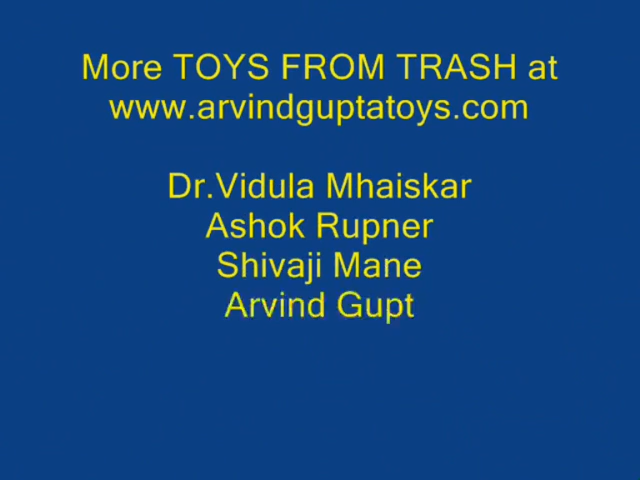 More TOYS FROM TRASH at
www.arvindguptatoys.com
Dr.Vidula Mhaiskar
Ashok Rupner
Shivaji Mane
Arvind Gupt